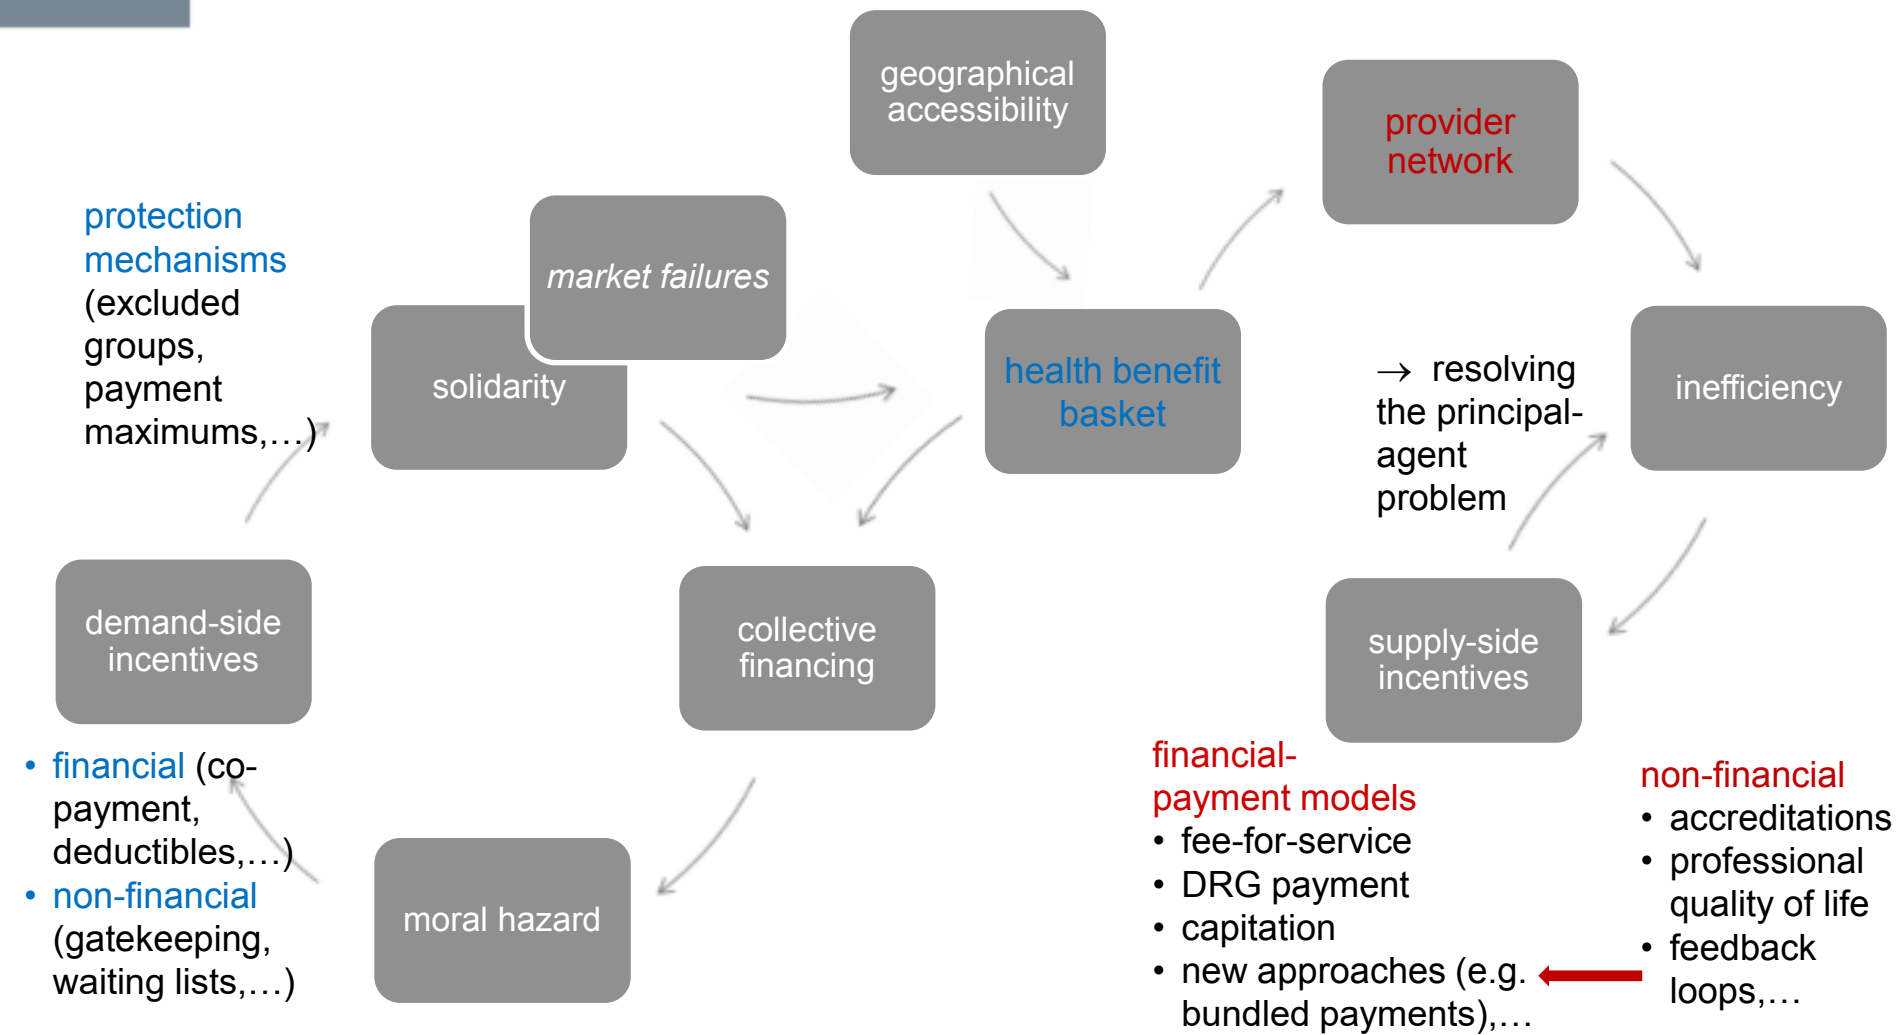 geographical
accessibility
provider
network
protection
mechanisms
(excluded
groups,
payment
maximums,…)
market failures
solidarity
health benefit
basket
→ resolving
the principal-
agent
problem
inefficiency
demand-side
incentives
collective
financing
supply-side
incentives
• financial (co-
payment,
deductibles,…)
• non-financial
(gatekeeping,
waiting lists,…)
moral hazard
financial-
payment models
• fee-for-service
• DRG payment
• capitation
• new approaches (e.g.
bundled payments),…
non-financial
• accreditations
• professional
quality of life
• feedback
loops,…